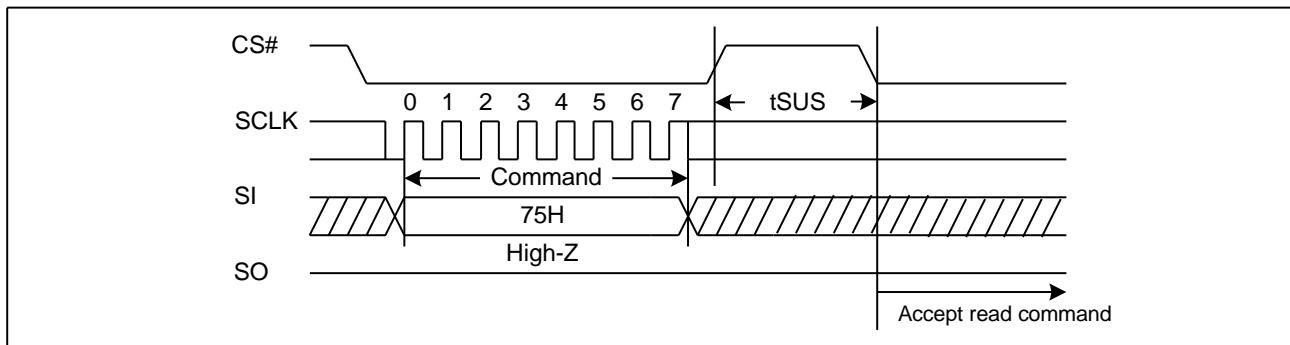 CS#
0 1 2 3 4 5 6 7
tSUS
SCLK
Command
SI
75H
High-Z
SO
Accept read command